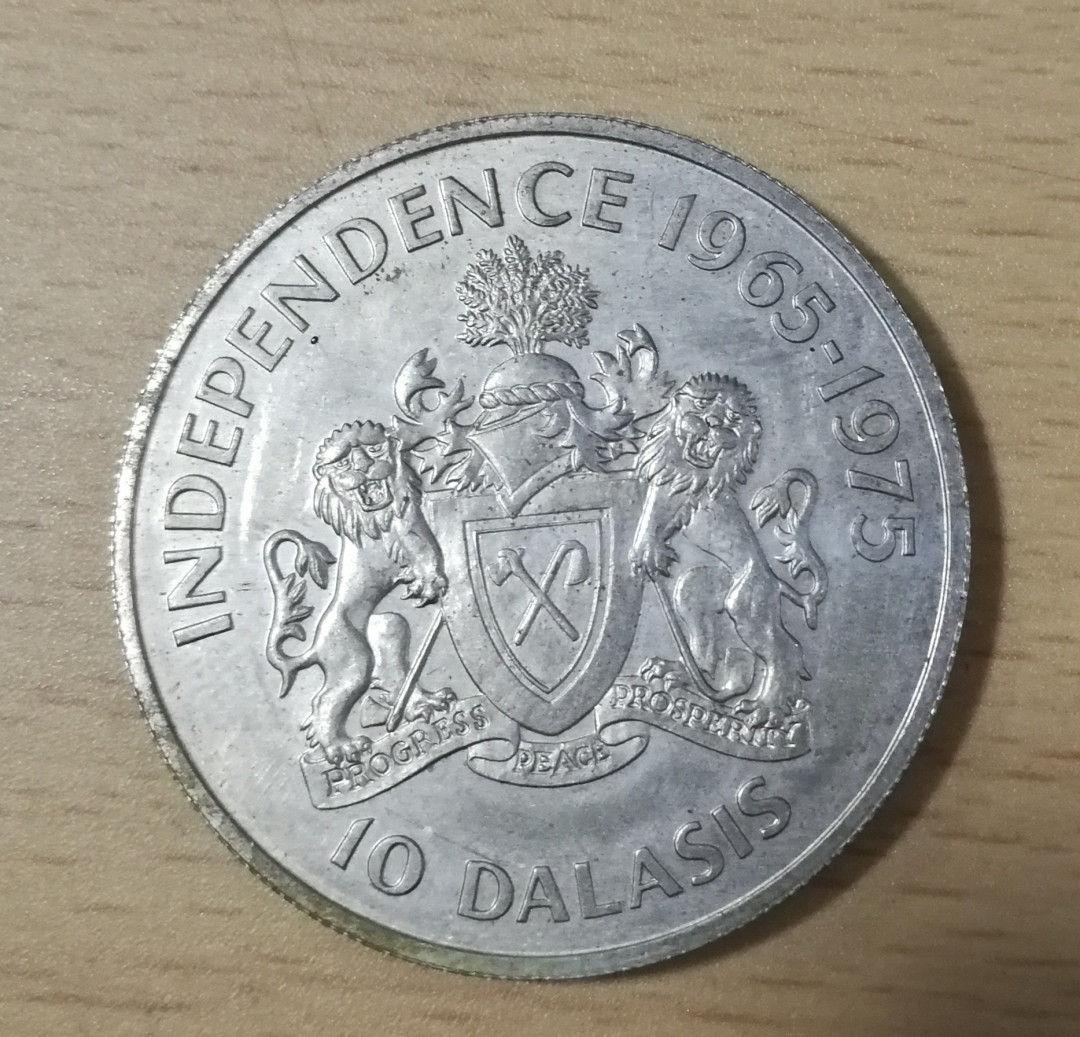 INDEPENDENCE 1965-1975
PROGRESS PEACE PROSPERITY
10 DALASIS